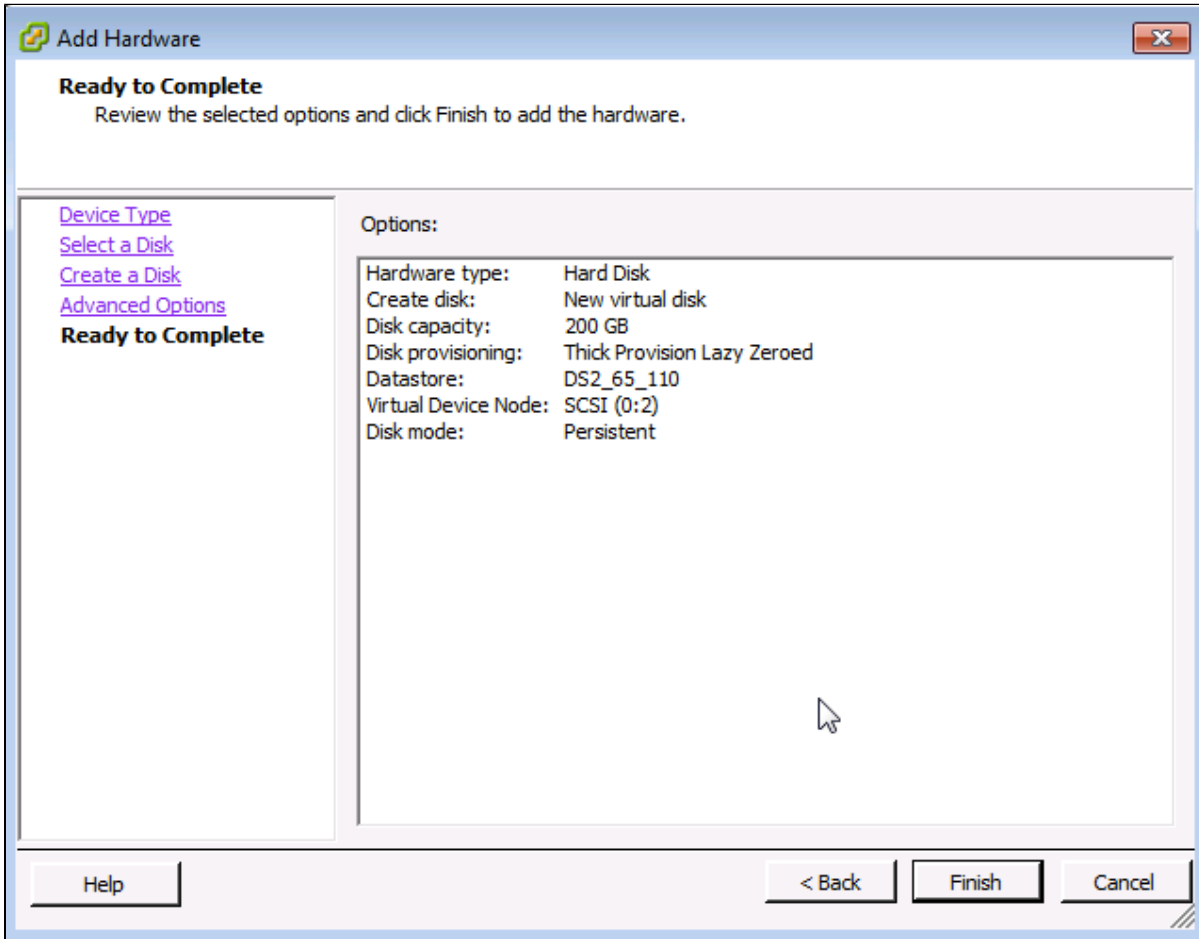 Add Hardware
Ready to Complete
Review the selected options and click Finish to add the hardware.
Device Type
Select a Disk
Create a Disk
Advanced Options
Ready to Complete
Options:
Hardware type: Hard Disk
Create disk: New virtual disk
Disk capacity: 200 GB
Disk provisioning: Thick Provision Lazy Zeroed
Datastore: DS2_65_110
Virtual Device Node: SCSI (0:2)
Disk mode: Persistent
Help
< Back
Finish
Cancel